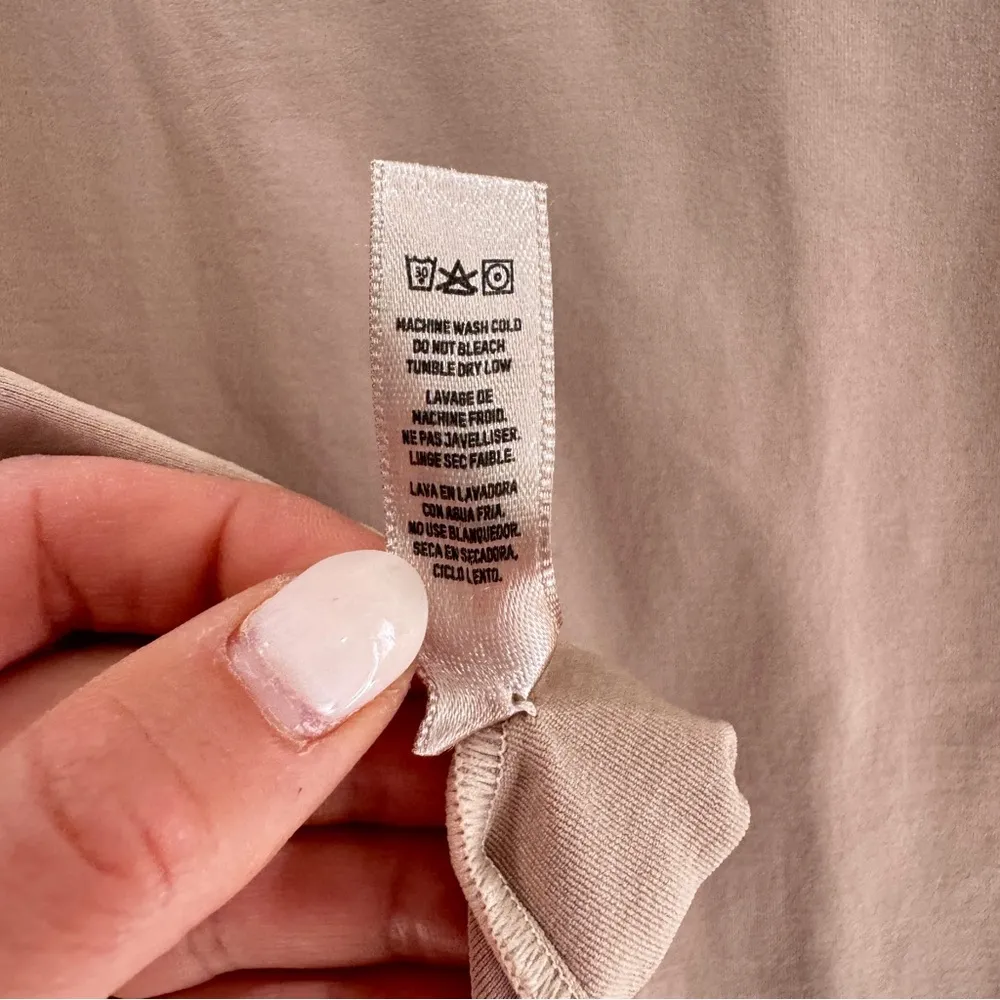 30
MACHINE WASH COLD
DO NOT BLEACH
TUMBLE DRY LOW
LAVAGE DE
MACHINE FROID.
NE PAS JAVELLISER.
LINGE SEC FAIBLE.
LAVA EN LAVADORA
CON AGUA FRIA.
NO USE BLANQUEDOR.
SECA EN SECADORA,
CICLO LENTO.